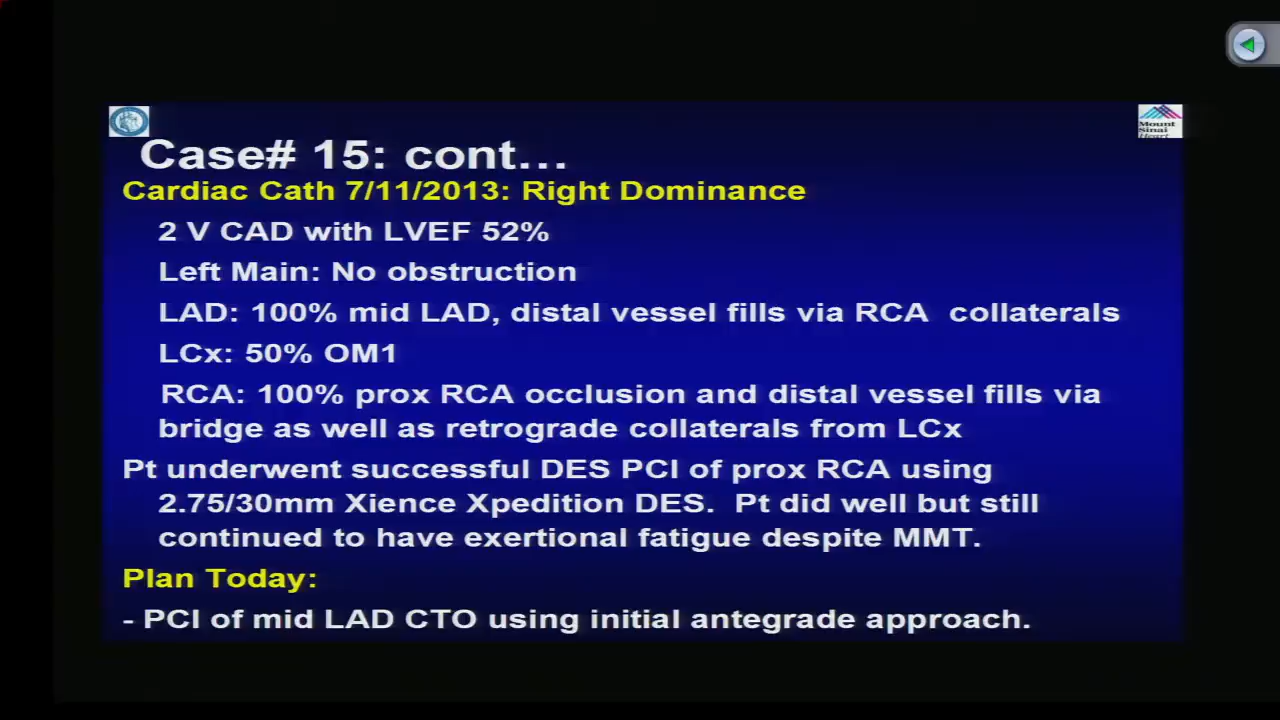 Mount
Sinai
Heart
Case# 15: cont...
Cardiac Cath 7/11/2013: Right Dominance
2 V CAD with LVEF 52%
Left Main: No obstruction
LAD: 100% mid LAD, distal vessel fills via RCA collaterals
LCx: 50% OM1
RCA: 100% prox RCA occlusion and distal vessel fills via
bridge as well as retrograde collaterals from LCx
Pt underwent successful DES PCI of prox RCA using
2.75/30mm Xience Xpedition DES. Pt did well but still
continued to have exertional fatigue despite MMT.
Plan Today:
- PCI of mid LAD CTO using initial antegrade approach.